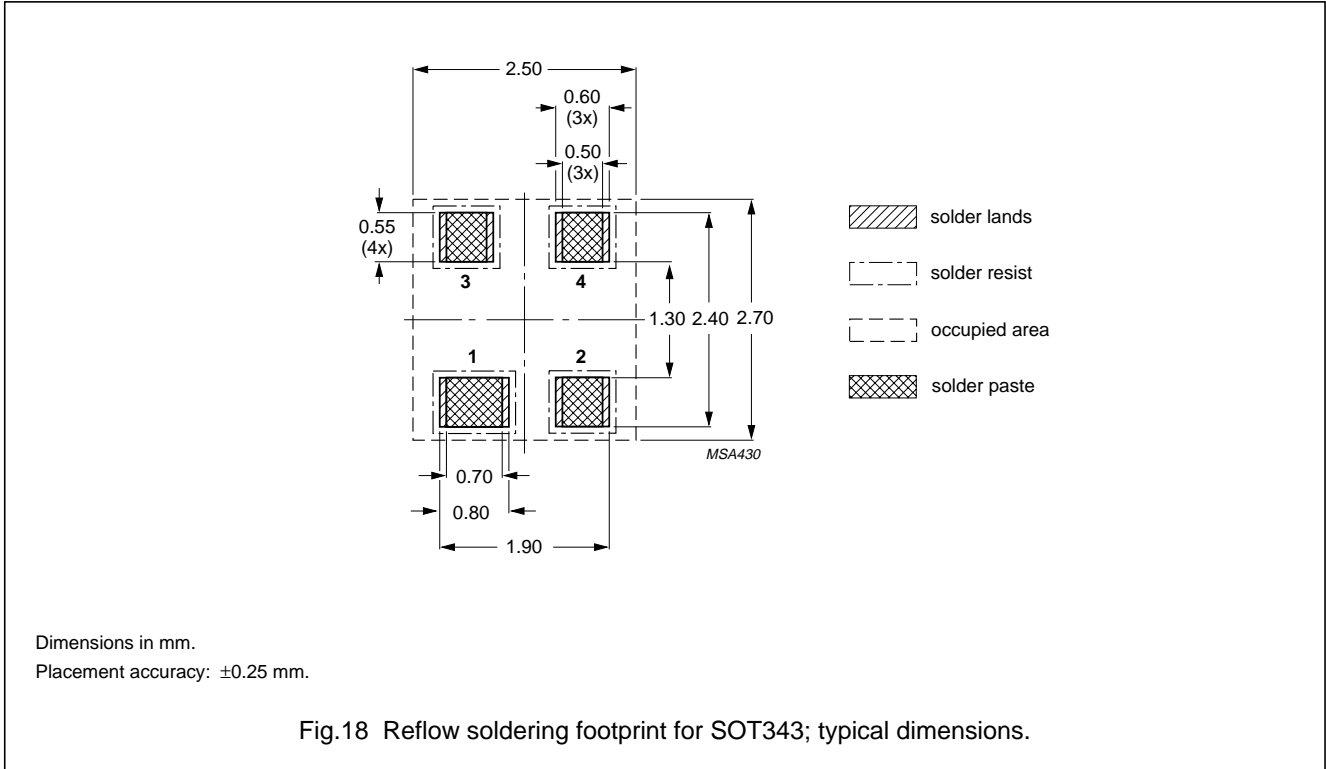 2.50
0.60
(3x)
0.50
(3x)
0.55
(4x)
solder lands
3
4
solder resist
1.30 2.40 2.70
occupied area
1
2
solder paste
MSA430
0.70
0.80
1.90
Dimensions in mm.
Placement accuracy: ±0.25 mm.
Fig.18 Reflow soldering footprint for SOT343; typical dimensions.